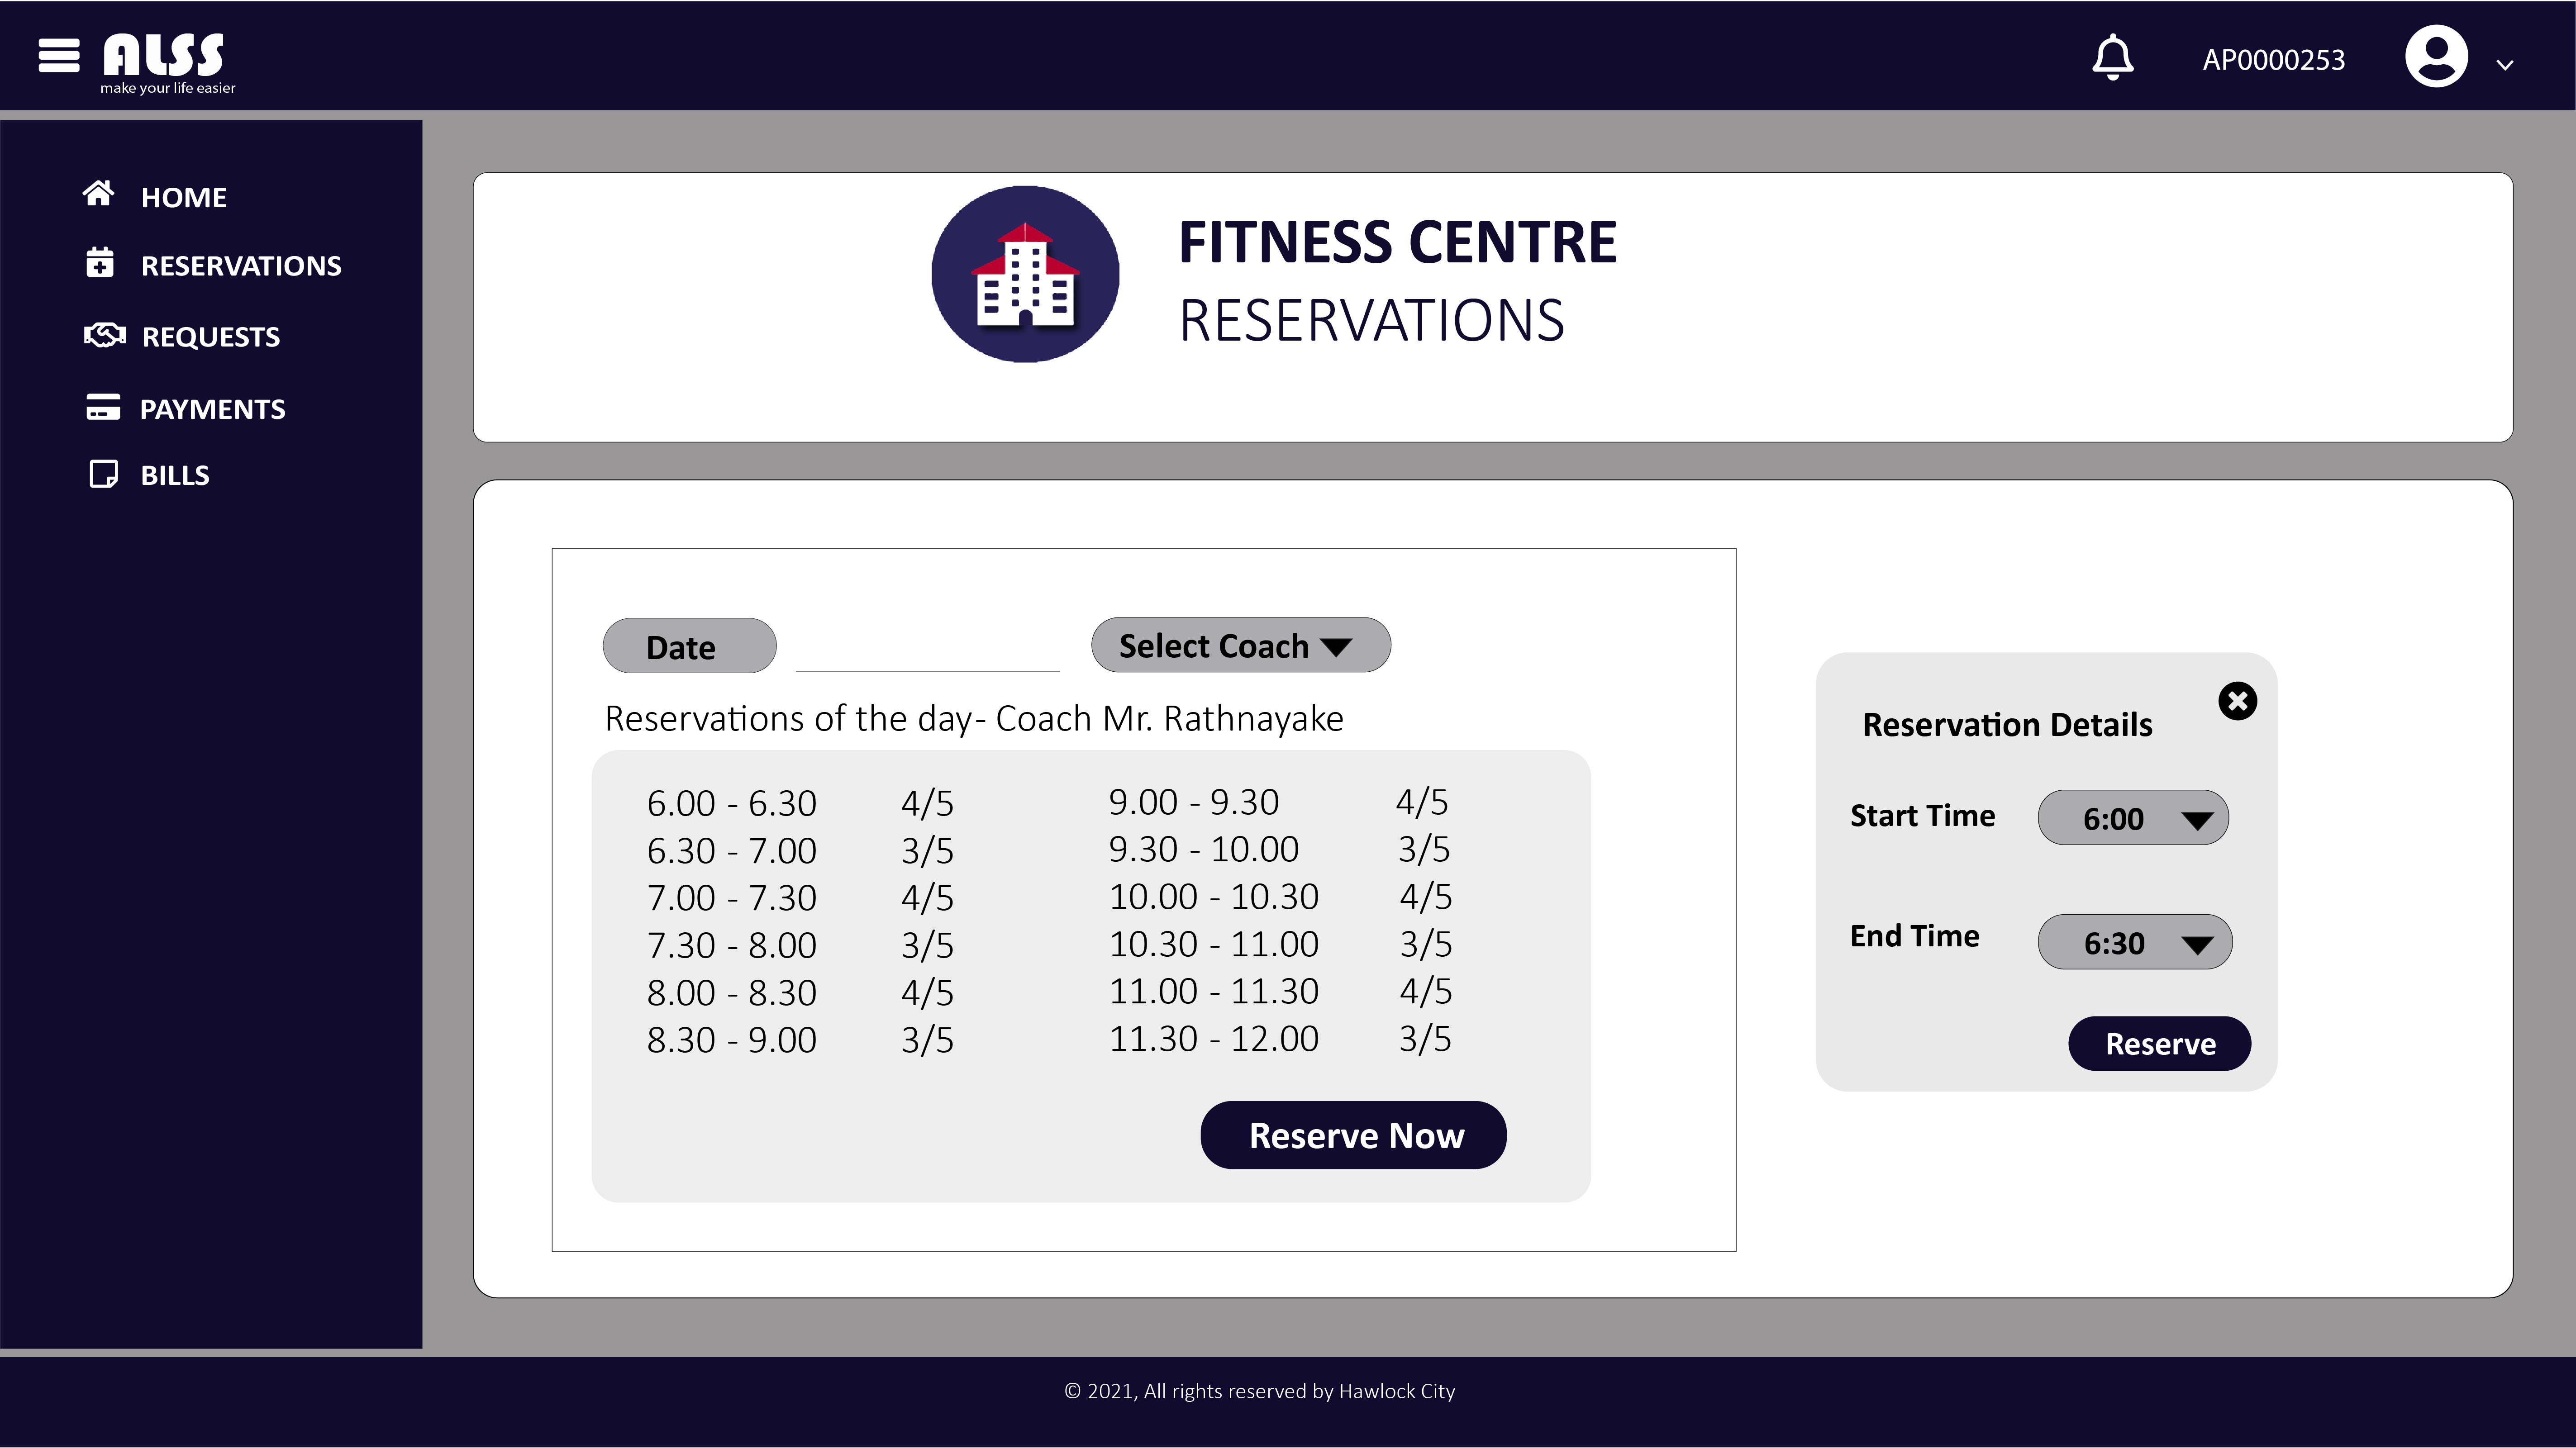 ALSS
make your life easier
AP0000253
HOME
RESERVATIONS
REQUESTS
PAYMENTS
BILLS
FITNESS CENTRE
RESERVATIONS
Date
Select Coach
Reservations of the day- Coach Mr. Rathnayake
6.00 - 6.30 4/5
6.30 - 7.00 3/5
7.00 - 7.30 4/5
7.30 - 8.00 3/5
8.00 - 8.30 4/5
8.30 - 9.00 3/5
9.00 - 9.30 4/5
9.30 - 10.00 3/5
10.00 - 10.30 4/5
10.30 - 11.00 3/5
11.00 - 11.30 4/5
11.30 - 12.00 3/5
Reserve Now
Reservation Details
Start Time 6:00
End Time 6:30
Reserve
© 2021, All rights reserved by Hawlock City